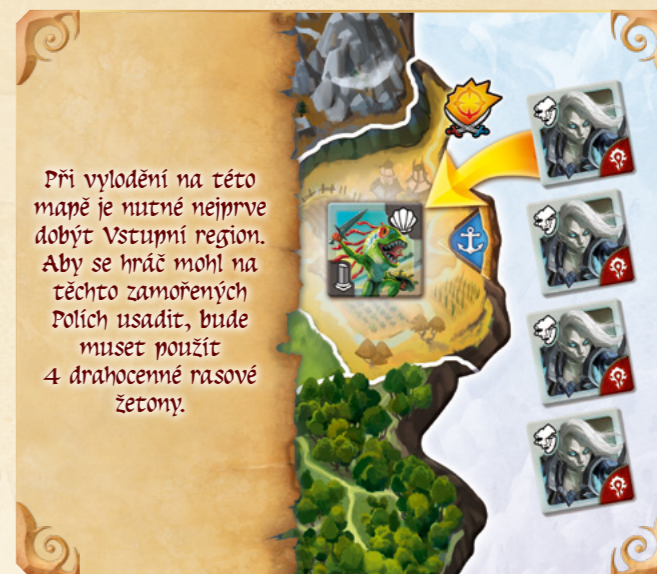 Při vylodění na této
mapě je nutné nejprve
dobýt Vstupní region.
Aby se hráč mohl na
těchto zamořených
Polích usadit, bude
muset použít
4 drahocenné rasové
žetony.